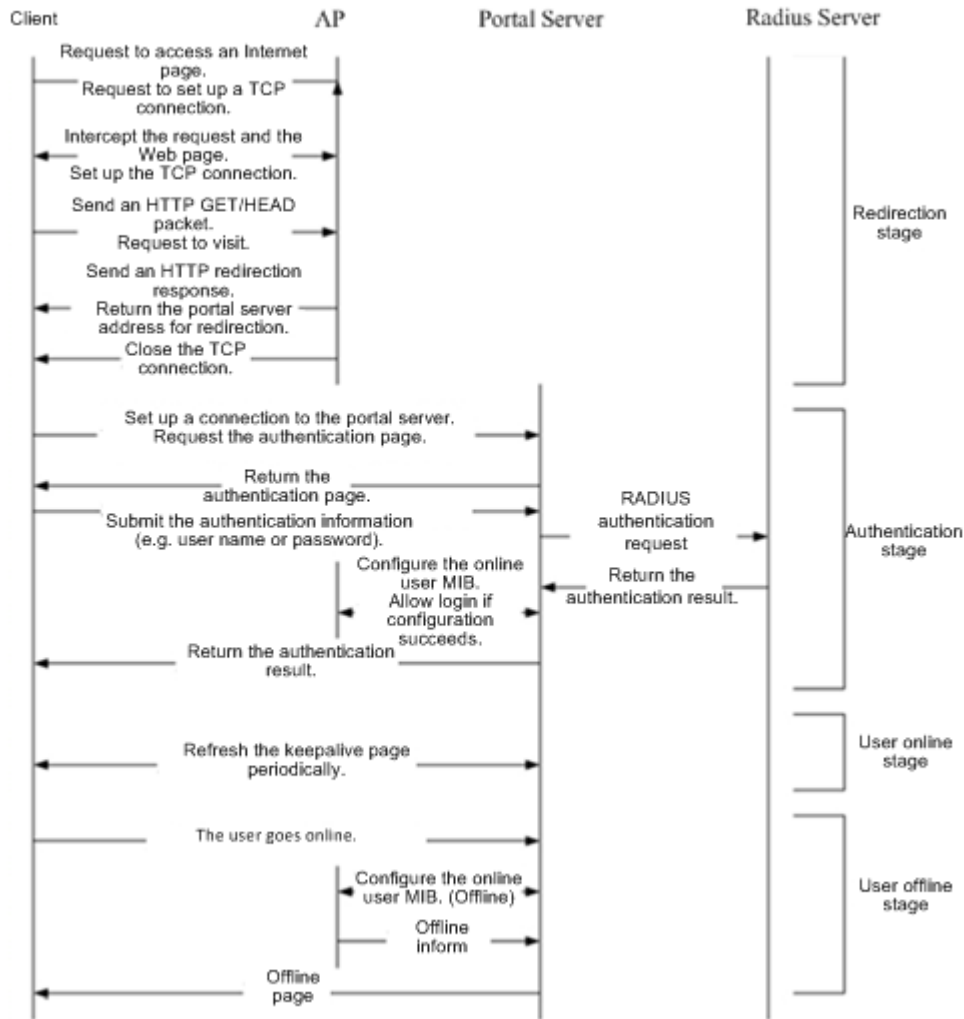 Client
AP
Portal Server
Radius Server
Request to access an Internet
page.
Request to set up a TCP
connection.
Intercept the request and the
Web page.
Set up the TCP connection.
Send an HTTP GET/HEAD
packet.
Request to visit.
Send an HTTP redirection
response.
Return the portal server
address for redirection.
Close the TCP
connection.
Redirection
stage
Set up a connection to the portal server.
Request the authentication page.
Return the
authentication page.
Submit the authentication information
(e.g. user name or password).
RADIUS
authentication
request
Return the
authentication result.
Configure the online
user MIB.
Allow login if
configuration
succeeds.
Return the authentication
result.
Authentication
stage
Refresh the keepalive page
periodically.
User online
stage
The user goes online.
Configure the online
user MIB. (Offline)
Offline
inform
Offline
page
User offline
stage